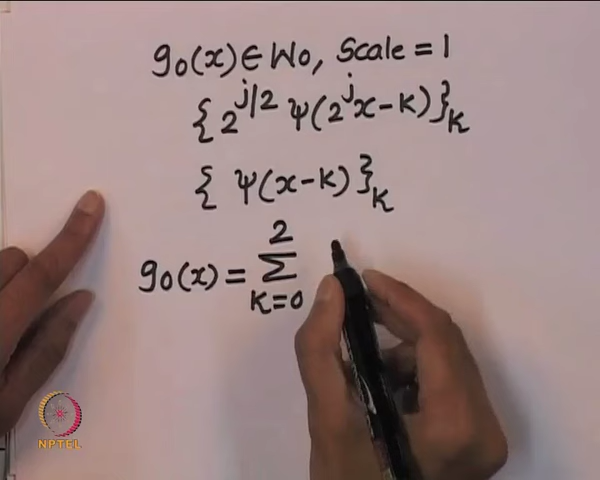 g0(x) ∈ W0, Scale = 1
{ 2^{j/2} ψ(2^j x - k) }_k
{ ψ(x - k) }_k
g0(x) = Σ_{k=0}^{2}
NPTEL